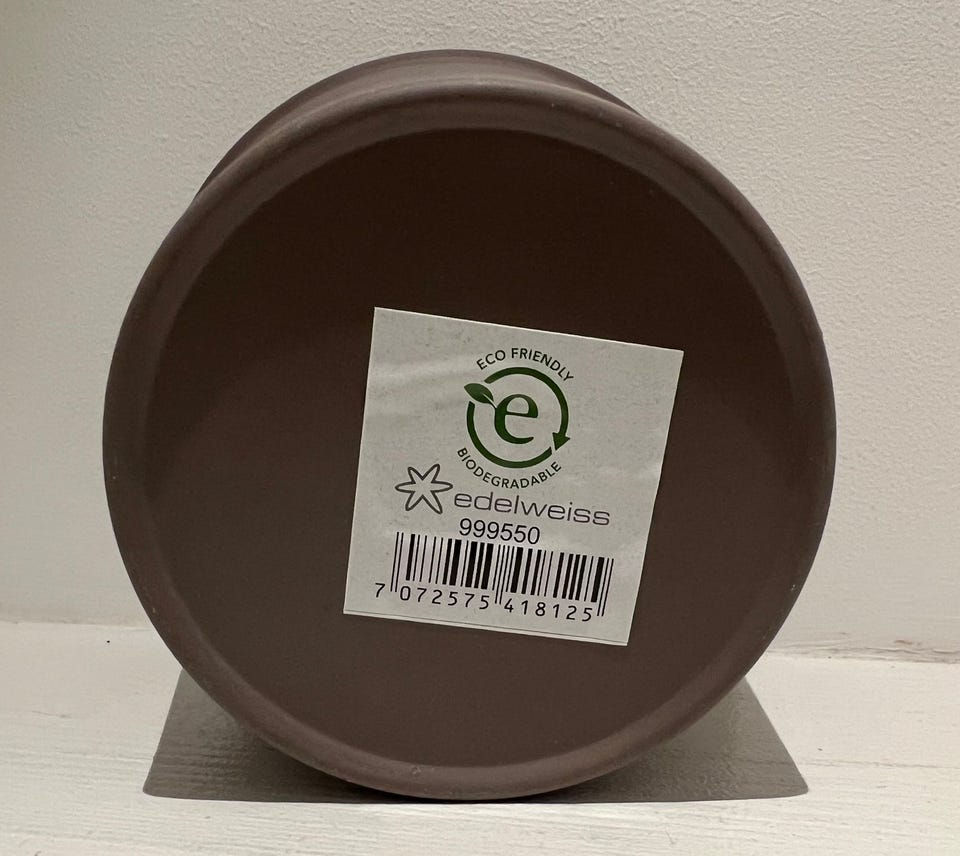 ECO FRIENDLY
e
BIODEGRADABLE
edelweiss
999550
7 072575 418125